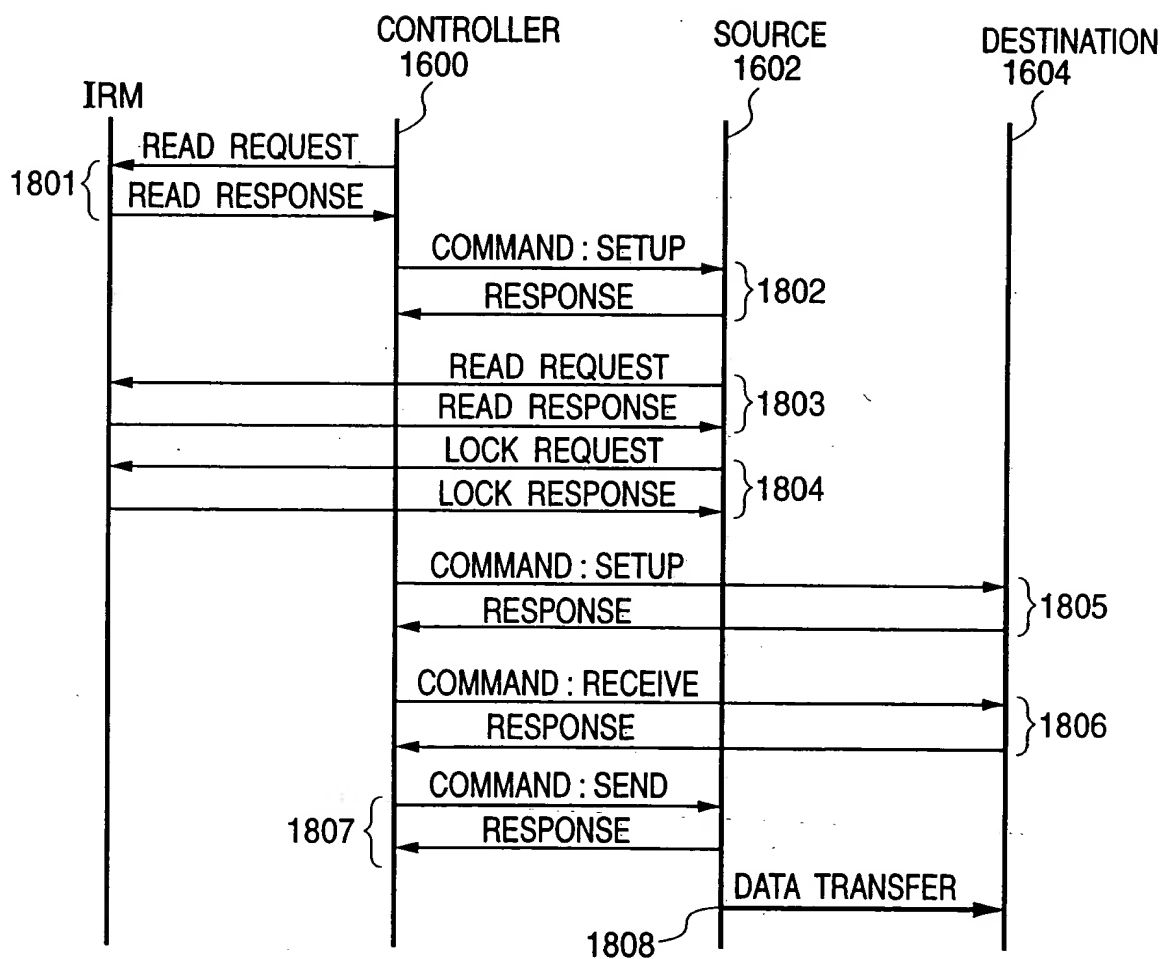 CONTROLLER
1600
SOURCE
1602
DESTINATION
1604
IRM
READ REQUEST
1801
READ RESPONSE
COMMAND : SETUP
RESPONSE
1802
READ REQUEST
READ RESPONSE
1803
LOCK REQUEST
LOCK RESPONSE
1804
COMMAND : SETUP
RESPONSE
1805
COMMAND : RECEIVE
RESPONSE
1806
COMMAND : SEND
1807
RESPONSE
DATA TRANSFER
1808